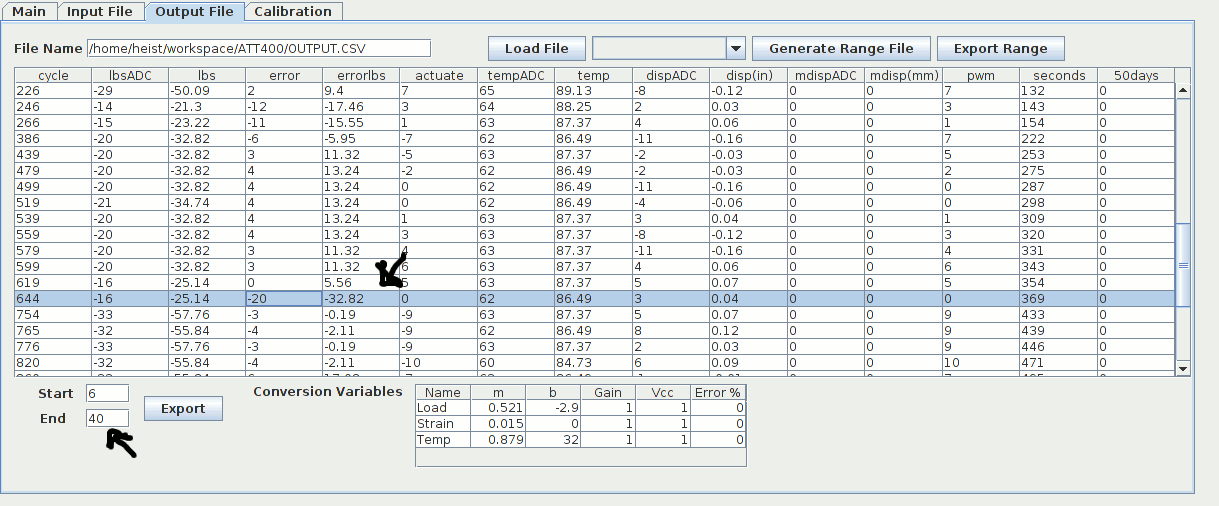 Main Input File Output File Calibration
File Name /home/heist/workspace/ATT400/OUTPUT.CSV Load File Generate Range File Export Range
cycle lbsADC lbs error errorlbs actuate tempADC temp dispADC disp(in) mdispADC mdisp(mm) pwm seconds 50days
226 -29 -50.09 2 9.4 7 65 89.13 -8 -0.12 0 0 7 132 0
246 -14 -21.3 -12 -17.46 3 64 88.25 2 0.03 0 0 3 143 0
266 -15 -23.22 -11 -15.55 1 63 87.37 4 0.06 0 0 1 154 0
386 -20 -32.82 -6 -5.95 -7 62 86.49 -11 -0.16 0 0 7 222 0
439 -20 -32.82 3 11.32 -5 63 87.37 -2 -0.03 0 0 5 253 0
479 -20 -32.82 4 13.24 -2 62 86.49 -2 -0.03 0 0 2 275 0
499 -20 -32.82 4 13.24 0 62 86.49 -11 -0.16 0 0 0 287 0
519 -21 -34.74 4 13.24 0 62 86.49 -4 -0.06 0 0 0 298 0
539 -20 -32.82 4 13.24 1 63 87.37 3 0.04 0 0 1 309 0
559 -20 -32.82 4 13.24 3 63 87.37 -8 -0.12 0 0 3 320 0
579 -20 -32.82 3 11.32 4 63 87.37 -11 -0.16 0 0 4 331 0
599 -20 -32.82 3 11.32 6 63 87.37 4 0.06 0 0 6 343 0
619 -16 -25.14 0 5.56 5 63 87.37 5 0.07 0 0 5 354 0
644 -16 -25.14 -20 -32.82 0 62 86.49 3 0.04 0 0 0 369 0
754 -33 -57.76 -3 -0.19 -9 63 87.37 5 0.07 0 0 9 433 0
765 -32 -55.84 -4 -2.11 -9 62 86.49 8 0.12 0 0 9 439 0
776 -33 -57.76 -3 -0.19 -9 63 87.37 2 0.03 0 0 9 446 0
820 -32 -55.84 -4 -2.11 -10 60 84.73 6 0.09 0 0 10 471 0
Start 6
End 40
Export
Conversion Variables
Name m b Gain Vcc Error %
Load 0.521 -2.9 1 1 0
Strain 0.015 0 1 1 0
Temp 0.879 32 1 1 0